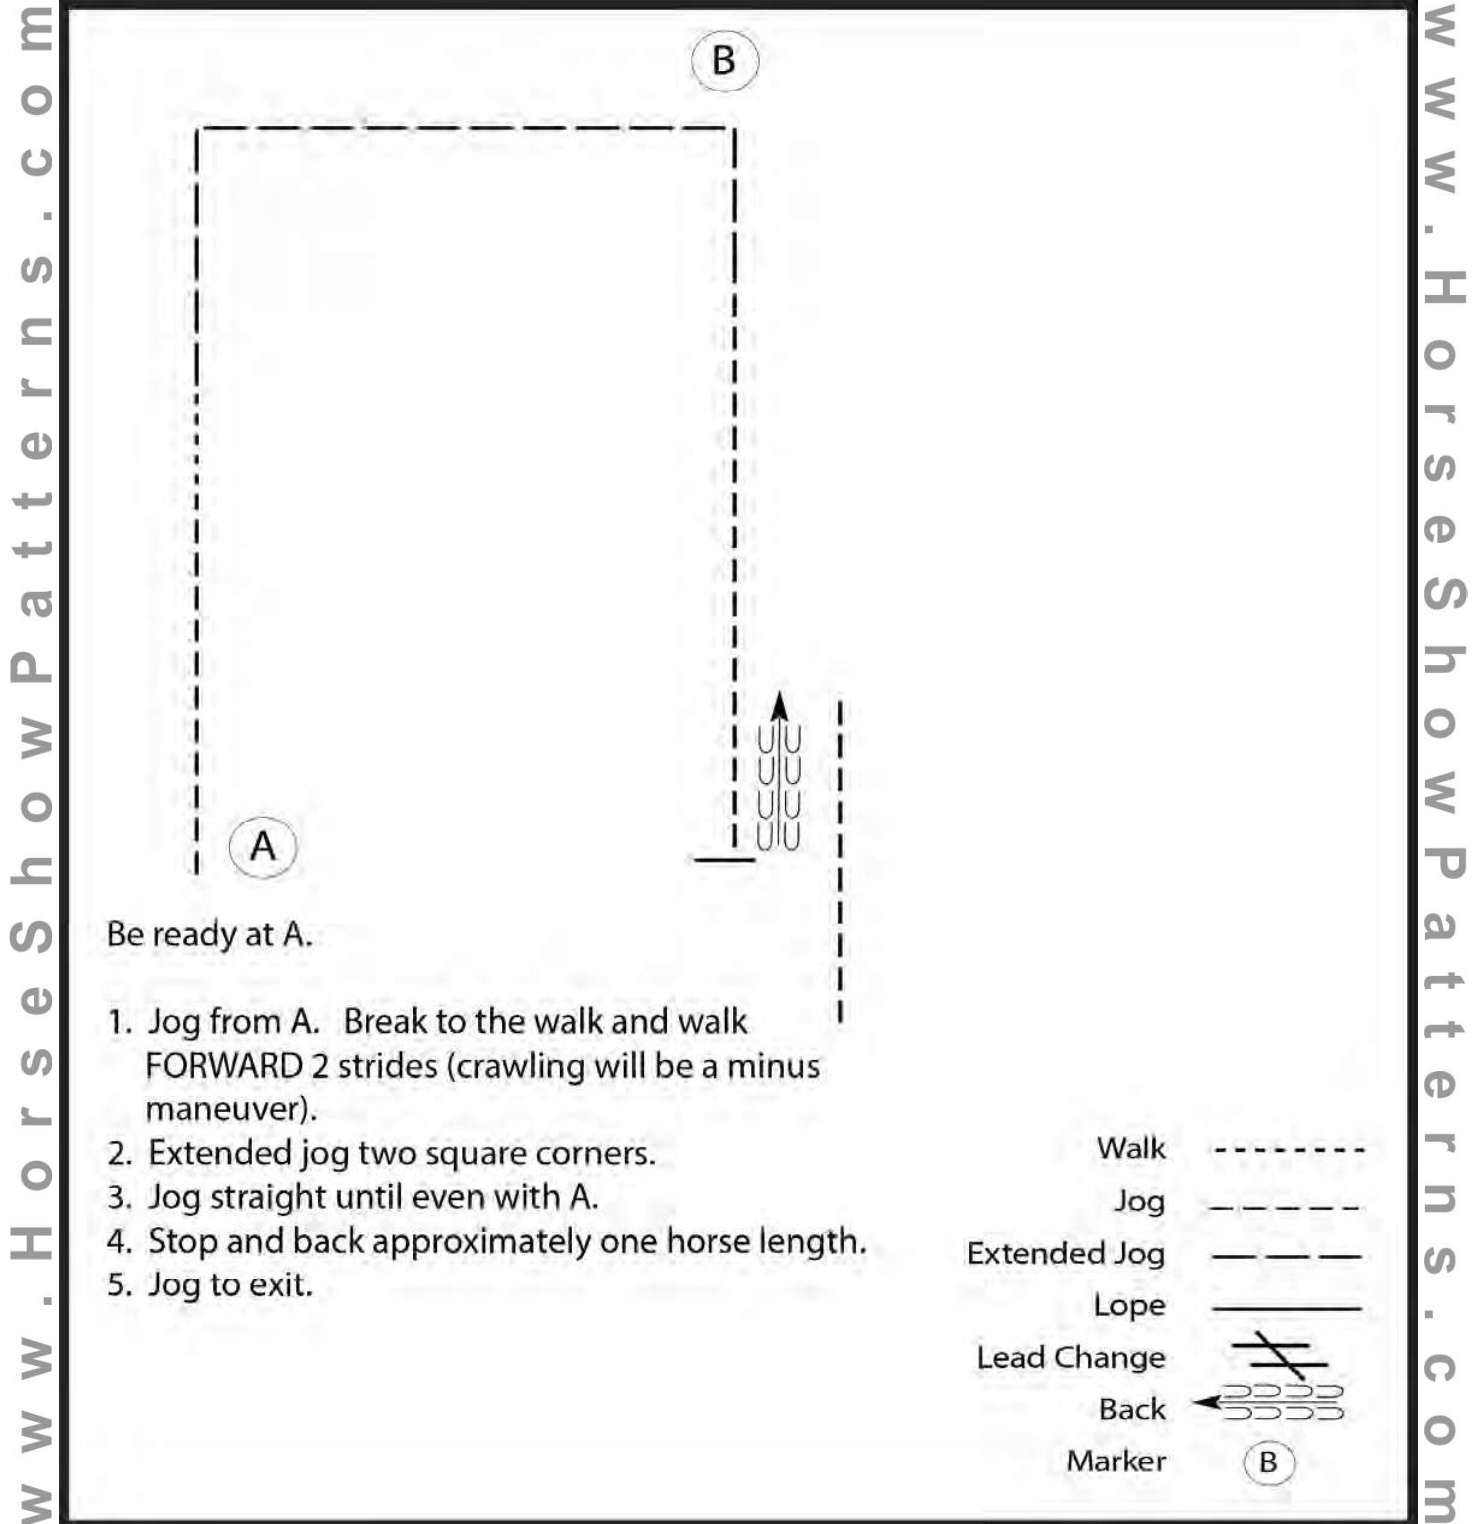 www.HorseShowPatterns.com
B
A
Be ready at A.
1. Jog from A. Break to the walk and walk
FORWARD 2 strides (crawling will be a minus
maneuver).
2. Extended jog two square corners.
3. Jog straight until even with A.
4. Stop and back approximately one horse length.
5. Jog to exit.
Walk
Jog
Extended Jog
Lope
Lead Change
Back
Marker B
www.HorseShowPatterns.com